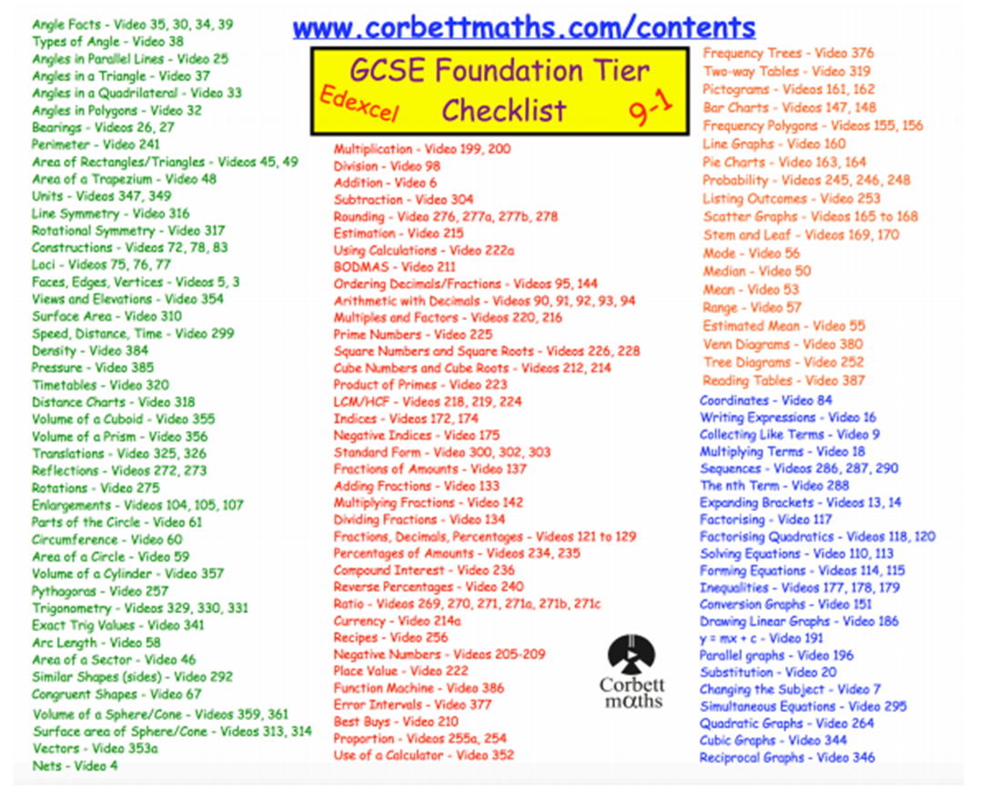 www.corbettmaths.com/contents
GCSE Foundation Tier
Checklist
Edexcel
9-1
Angle Facts - Video 35, 30, 34, 39
Types of Angle - Video 38
Angles in Parallel Lines - Video 25
Angles in a Triangle - Video 37
Angles in a Quadrilateral - Video 33
Angles in Polygons - Video 32
Bearings - Videos 26, 27
Perimeter - Video 241
Area of Rectangles/Triangles - Videos 45, 49
Area of a Trapezium - Video 48
Units - Videos 347, 349
Line Symmetry - Video 316
Rotational Symmetry - Video 317
Constructions - Videos 72, 78, 83
Loci - Videos 75, 76, 77
Faces, Edges, Vertices - Videos 5, 3
Views and Elevations - Video 354
Surface Area - Video 310
Speed, Distance, Time - Video 299
Density - Video 384
Pressure - Video 385
Timetables - Video 320
Distance Charts - Video 318
Volume of a Cuboid - Video 355
Volume of a Prism - Video 356
Translations - Video 325, 326
Reflections - Videos 272, 273
Rotations - Video 275
Enlargements - Videos 104, 105, 107
Parts of the Circle - Video 61
Circumference - Video 60
Area of a Circle - Video 59
Volume of a Cylinder - Video 357
Pythagoras - Video 257
Trigonometry - Videos 329, 330, 331
Exact Trig Values - Video 341
Arc Length - Video 58
Area of a Sector - Video 46
Similar Shapes (sides) - Video 292
Congruent Shapes - Video 67
Volume of a Sphere/Cone - Videos 359, 361
Surface area of Sphere/Cone - Videos 313, 314
Vectors - Video 353a
Nets - Video 4
Multiplication - Video 199, 200
Division - Video 98
Addition - Video 6
Subtraction - Video 304
Rounding - Video 276, 277a, 277b, 278
Estimation - Video 215
Using Calculations - Video 222a
BODMAS - Video 211
Ordering Decimals/Fractions - Videos 95, 144
Arithmetic with Decimals - Videos 90, 91, 92, 93, 94
Multiples and Factors - Videos 220, 216
Prime Numbers - Video 225
Square Numbers and Square Roots - Videos 226, 228
Cube Numbers and Cube Roots - Videos 212, 214
Product of Primes - Video 223
LCM/HCF - Videos 218, 219, 224
Indices - Videos 172, 174
Negative Indices - Video 175
Standard Form - Video 300, 302, 303
Fractions of Amounts - Video 137
Adding Fractions - Video 133
Multiplying Fractions - Video 142
Dividing Fractions - Video 134
Fractions, Decimals, Percentages - Videos 121 to 129
Percentages of Amounts - Videos 234, 235
Compound Interest - Video 236
Reverse Percentages - Video 240
Ratio - Videos 269, 270, 271, 271a, 271b, 271c
Currency - Video 214a
Recipes - Video 256
Negative Numbers - Videos 205-209
Place Value - Video 222
Function Machine - Video 386
Error Intervals - Video 377
Best Buys - Video 210
Proportion - Videos 255a, 254
Use of a Calculator - Video 352
Corbett
mαths
Frequency Trees - Video 376
Two-way Tables - Video 319
Pictograms - Videos 161, 162
Bar Charts - Videos 147, 148
Frequency Polygons - Videos 155, 156
Line Graphs - Video 160
Pie Charts - Video 163, 164
Probability - Videos 245, 246, 248
Listing Outcomes - Video 253
Scatter Graphs - Videos 165 to 168
Stem and Leaf - Videos 169, 170
Mode - Video 56
Median - Video 50
Mean - Video 53
Range - Video 57
Estimated Mean - Video 55
Venn Diagrams - Video 380
Tree Diagrams - Video 252
Reading Tables - Video 387
Coordinates - Video 84
Writing Expressions - Video 16
Collecting Like Terms - Video 9
Multiplying Terms - Video 18
Sequences - Videos 286, 287, 290
The nth Term - Video 288
Expanding Brackets - Videos 13, 14
Factorising - Video 117
Factorising Quadratics - Videos 118, 120
Solving Equations - Video 110, 113
Forming Equations - Videos 114, 115
Inequalities - Videos 177, 178, 179
Conversion Graphs - Video 151
Drawing Linear Graphs - Video 186
y = mx + c - Video 191
Parallel graphs - Video 196
Substitution - Video 20
Changing the Subject - Video 7
Simultaneous Equations - Video 295
Quadratic Graphs - Video 264
Cubic Graphs - Video 344
Reciprocal Graphs - Video 346